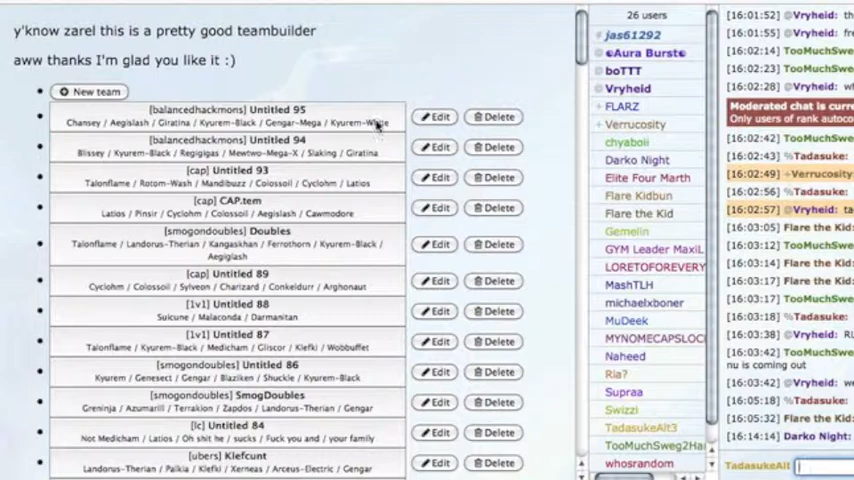 y'know zarel this is a pretty good teambuilder
aww thanks I'm glad you like it :)
New team
[balancedhackmons] Untitled 95
Chansey / Aegislash / Giratina / Kyurem-Black / Gengar-Mega / Kyurem-White
Edit Delete
[balancedhackmons] Untitled 94
Blissey / Kyurem-Black / Regigigas / Mewtwo-Mega-X / Slaking / Giratina
Edit Delete
[cap] Untitled 93
Talonflame / Rotom-Wash / Mandibuzz / Colossoil / Cyclohm / Latios
Edit Delete
[cap] CAP.tem
Latios / Pinsir / Cyclohm / Colossoil / Aegislash / Cawmodore
Edit Delete
[smogondoubles] Doubles
Talonflame / Landorus-Therian / Kangaskhan / Ferrothorn / Kyurem-Black /
Aegislash
Edit Delete
[cap] Untitled 89
Cyclohm / Colossoil / Sylveon / Charizard / Conkeldurr / Arghonaut
Edit Delete
[1v1] Untitled 88
Suicune / Malaconda / Darmanitan
Edit Delete
[1v1] Untitled 87
Talonflame / Kyurem-Black / Medicham / Gliscor / Klefki / Wobbuffet
Edit Delete
[smogondoubles] Untitled 86
Kyurem / Genesect / Gengar / Blaziken / Shuckle / Kyurem-Black
Edit Delete
[smogondoubles] SmogDoubles
Greninja / Azumarill / Terrakion / Zapdos / Landorus-Therian / Gengar
Edit Delete
[lc] Untitled 84
Not Medicham / Latios / Oh shit he / sucks / Fuck you and / your family
Edit Delete
[ubers] Klefcunt
Landorus-Therian / Palkia / Klefki / Xerneas / Arceus-Electric / Gengar
Edit Delete
26 users
# jas61292
@ Aura Burst
@ boTTT
@ Vryheid
+ FLARZ
+ Verrucosity
chyaboii
Darko Night
Elite Four Marth
Flare Kidbun
Flare the Kid
Gemelin
GYM Leader MaxiL
LORETOFOREVERY
MashTLH
michaelxboner
MuDeek
MYNOMECAPSLOC
Naheed
Ria?
Supraa
Swizzl
TadasukeAlt3
TooMuchSweg2Ha
whosrandom
[16:01:52] @Vryheid: th
[16:01:55] @Vryheid: fre
[16:02:14] TooMuchSwe
[16:02:23] TooMuchSwe
[16:02:28] @Vryheid: wh
Moderated chat is curre
Only users of rank autoco
[16:02:42] TooMuchSwe
[16:02:43] %Tadasuke:
[16:02:49] +Verrucosity
[16:02:56] %Tadasuke:
[16:02:57] @Vryheid: ta
[16:03:05] Flare the Kid:
[16:03:12] TooMuchSwe
[16:03:14] Flare the Kid:
[16:03:17] Flare the Kid:
[16:03:17] TooMuchSwe
[16:03:18] %Tadasuke:
[16:03:38] @Vryheid: RU
[16:03:42] TooMuchSwe
nu is coming out
[16:03:42] @Vryheid: we
[16:05:18] %Tadasuke:
[16:05:32] Flare the Kid:
[16:14:14] Darko Night:
TadasukeAlt